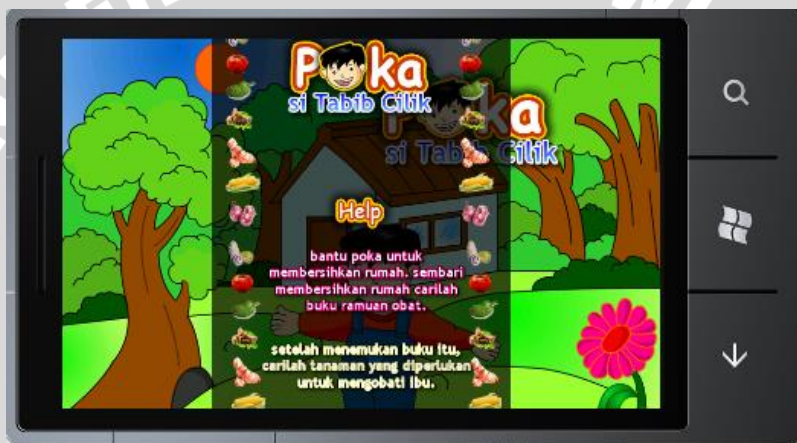 Poka
si Tabib Cilik
Poka
si Tabib Cilik
Help
bantu poka untuk
membersihkan rumah. sembari
membersihkan rumah carilah
buku ramuan obat.
setelah menemukan buku itu,
carilah tanaman yang diperlukan
untuk mengobati Ibu.